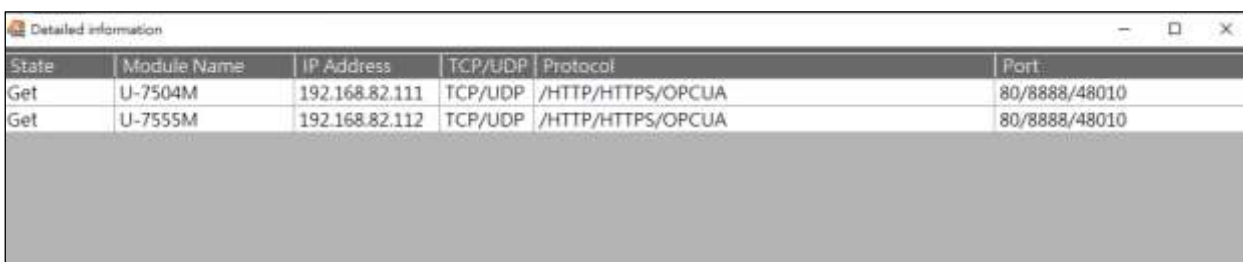 Detailed information
State Module Name IP Address TCP/UDP Protocol Port
Get U-7504M 192.168.82.111 TCP/UDP /HTTP/HTTPS/OPCUA 80/8888/48010
Get U-7555M 192.168.82.112 TCP/UDP /HTTP/HTTPS/OPCUA 80/8888/48010